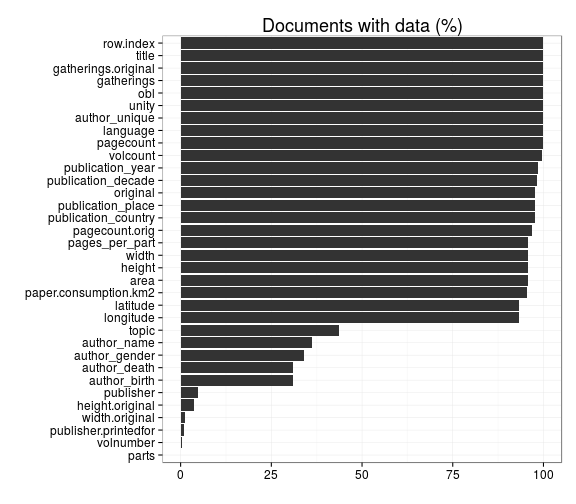 Documents with data (%)
row.index
title
gatherings.original
gatherings
obl
unity
author_unique
language
pagecount
volcount
publication_year
publication_decade
original
publication_place
publication_country
pagecount.orig
pages_per_part
width
height
area
paper.consumption.km2
latitude
longitude
topic
author_name
author_gender
author_death
author_birth
publisher
height.original
width.original
publisher.printedfor
volnumber
parts
0 25 50 75 100